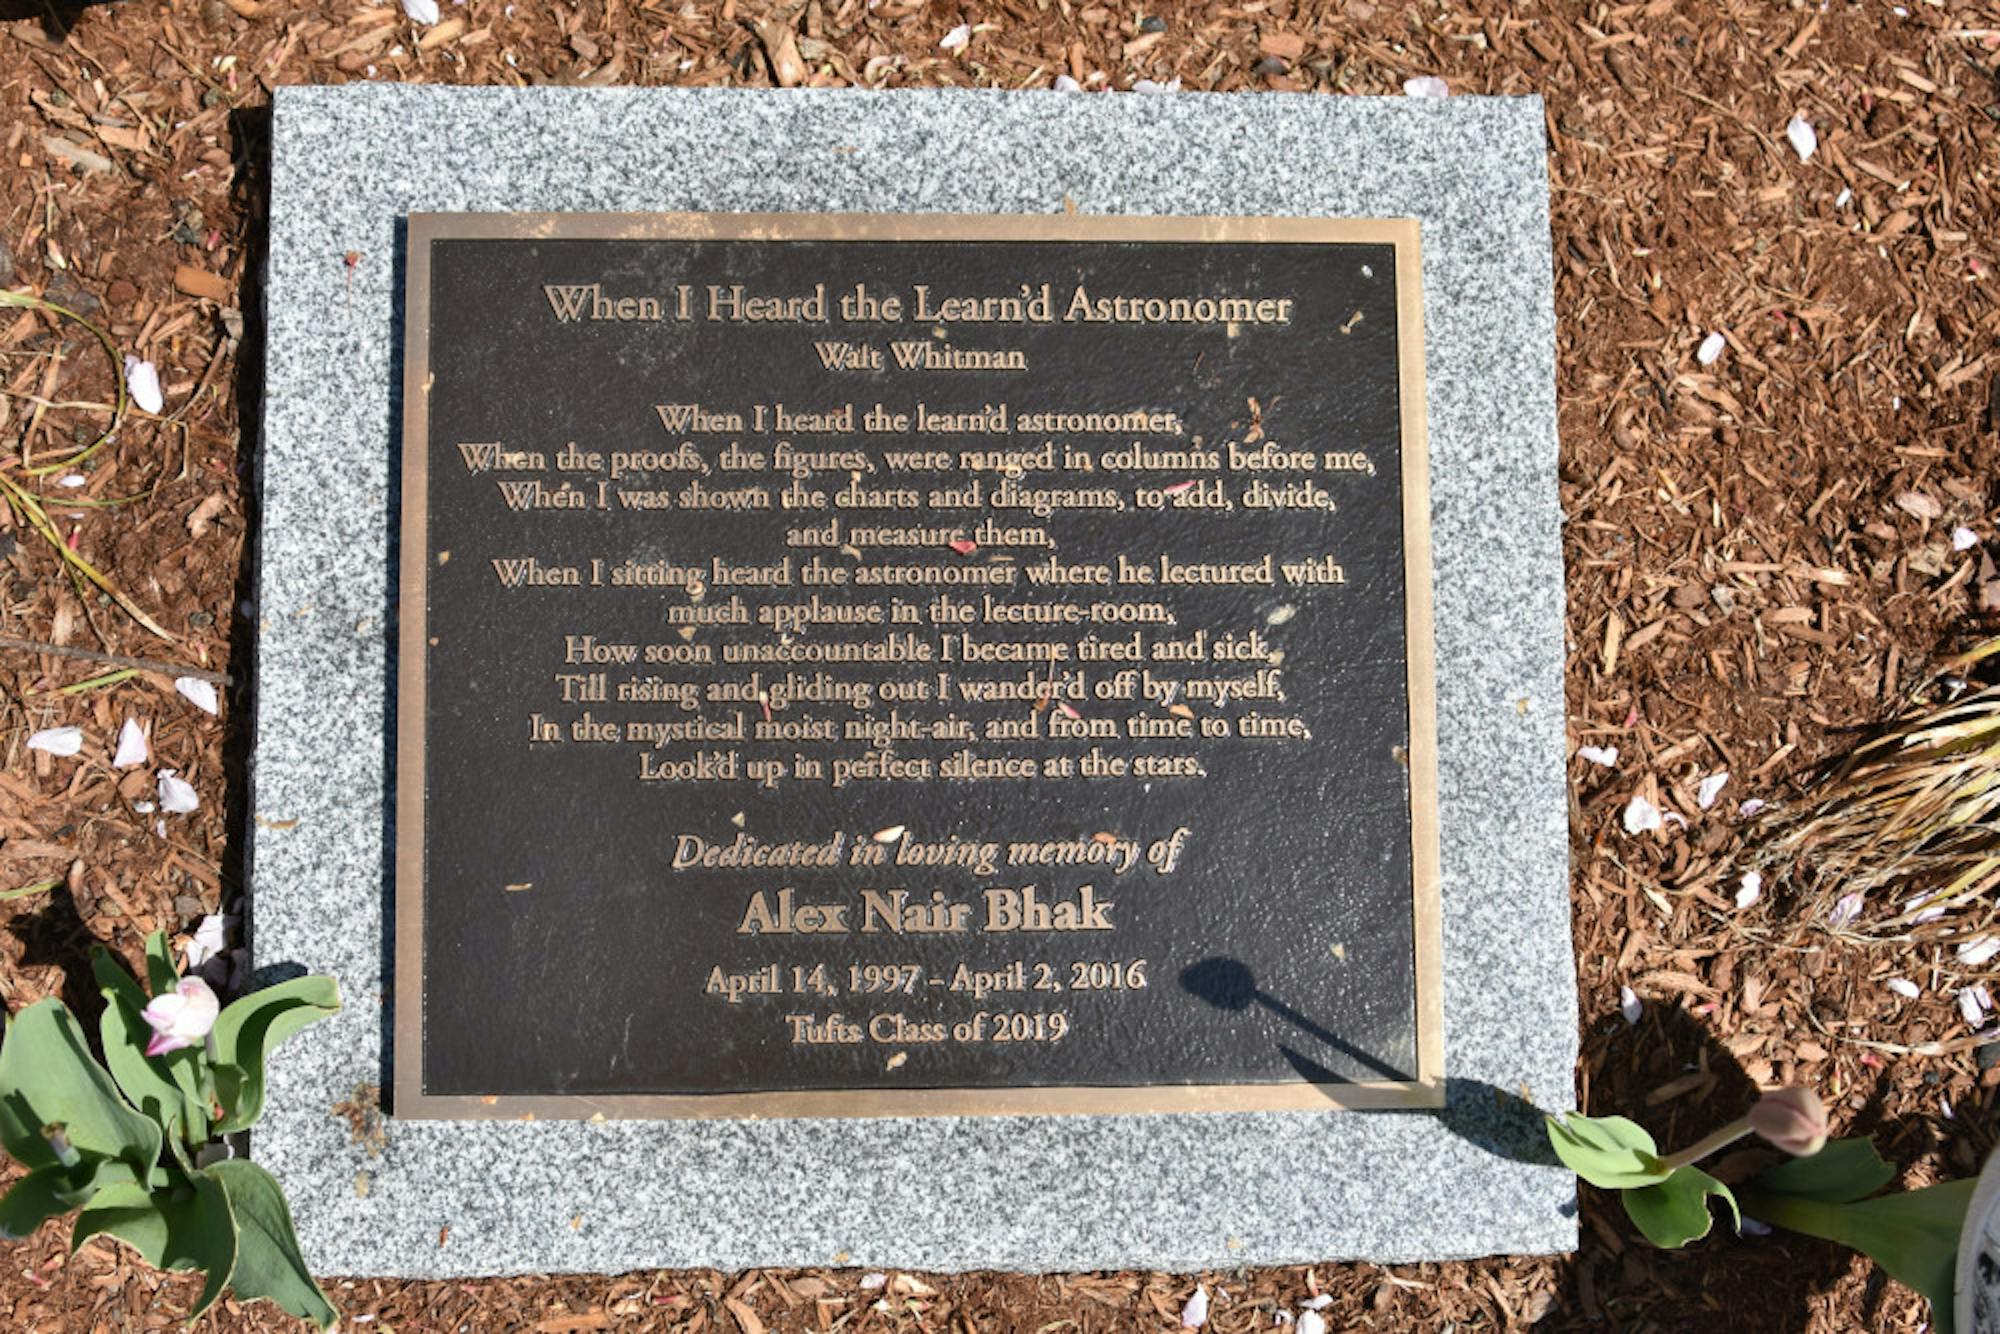 When I Heard the Learn'd Astronomer
Walt Whitman
When I heard the learn'd astronomer,
When the proofs, the figures, were ranged in columns before me,
When I was shown the charts and diagrams, to add, divide,
and measure them,
When I sitting heard the astronomer where he lectured with
much applause in the lecture-room,
How soon unaccountable I became tired and sick,
Till rising and gliding out I wander'd off by myself,
In the mystical moist night-air, and from time to time,
Look'd up in perfect silence at the stars.
Dedicated in loving memory of
Alex Nair Bhak
April 14, 1997 - April 2, 2016
Tufts Class of 2019